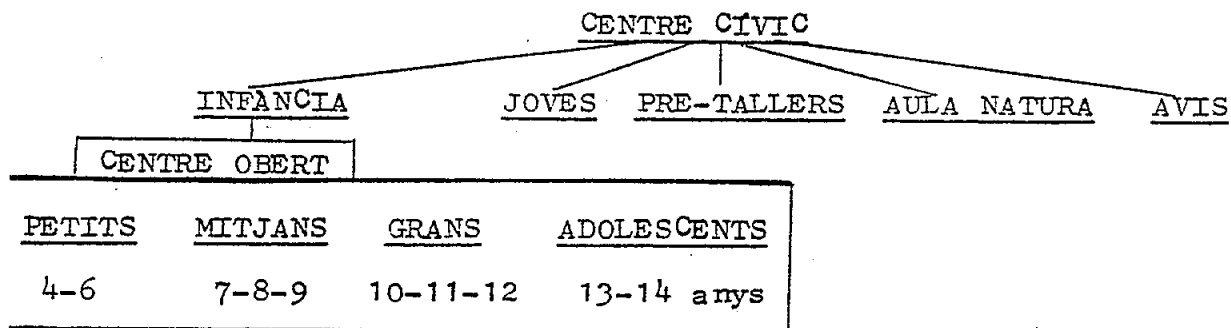 CENTRE CÍVIC
INFÀNCIA JOVES PRE-TALLERS AULA NATURA AVIS
CENTRE OBERT
PETITS MITJANS GRANS ADOLESCENTS
4-6 7-8-9 10-11-12 13-14 anys